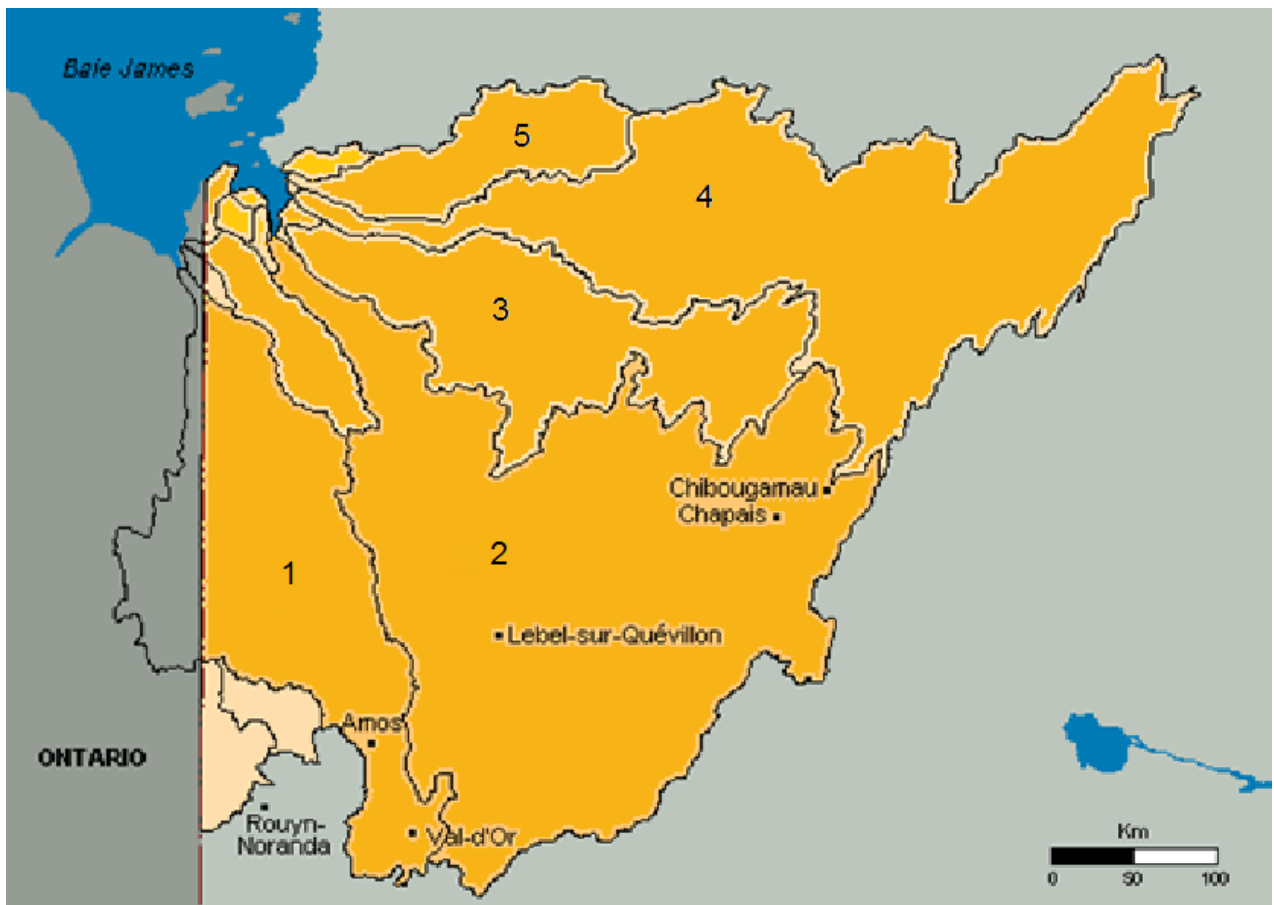 Baie James
5
4
3
Chibougamau
Chapais
2
1
Lebel-sur-Quévillon
Amos
ONTARIO
Rouyn-
Noranda
Val-d'Or
Km
0 50 100